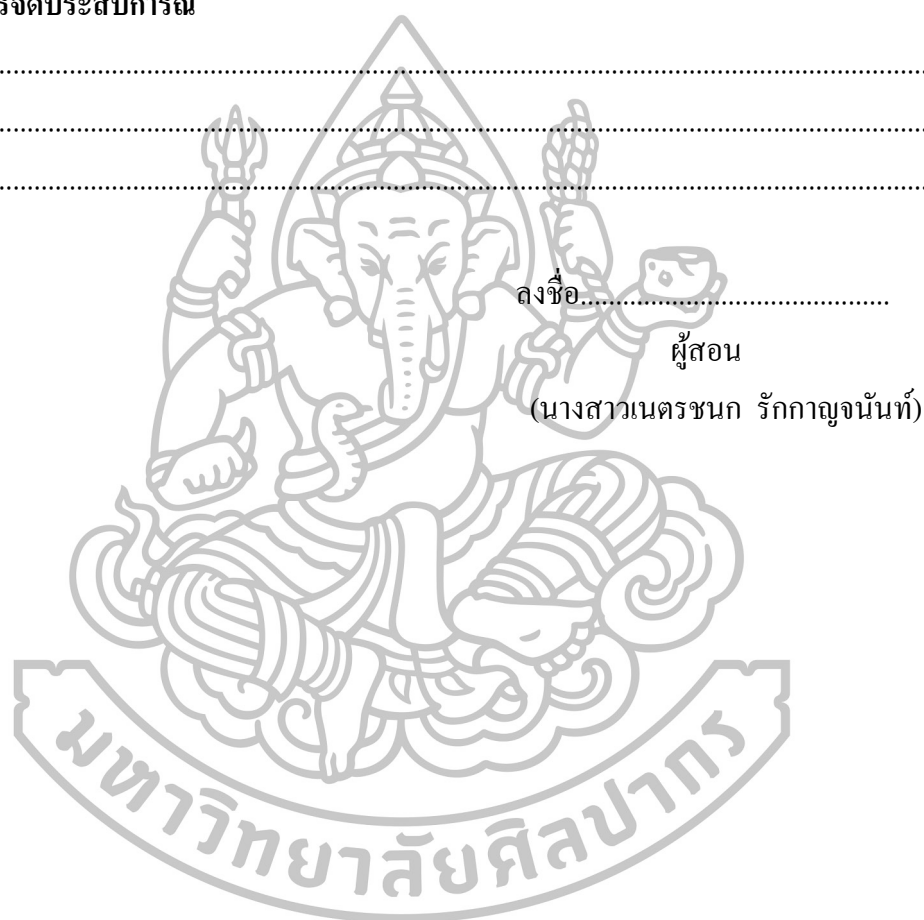 รจัดประสบการณ์
..........................................................................................................................................
..........................................................................................................................................
..........................................................................................................................................
ลงชื่อ...........................................
ผู้สอน
(นางสาวเนตรชนก รักกาญจนันท์)
มหาวิทยาลัยศิลปากร